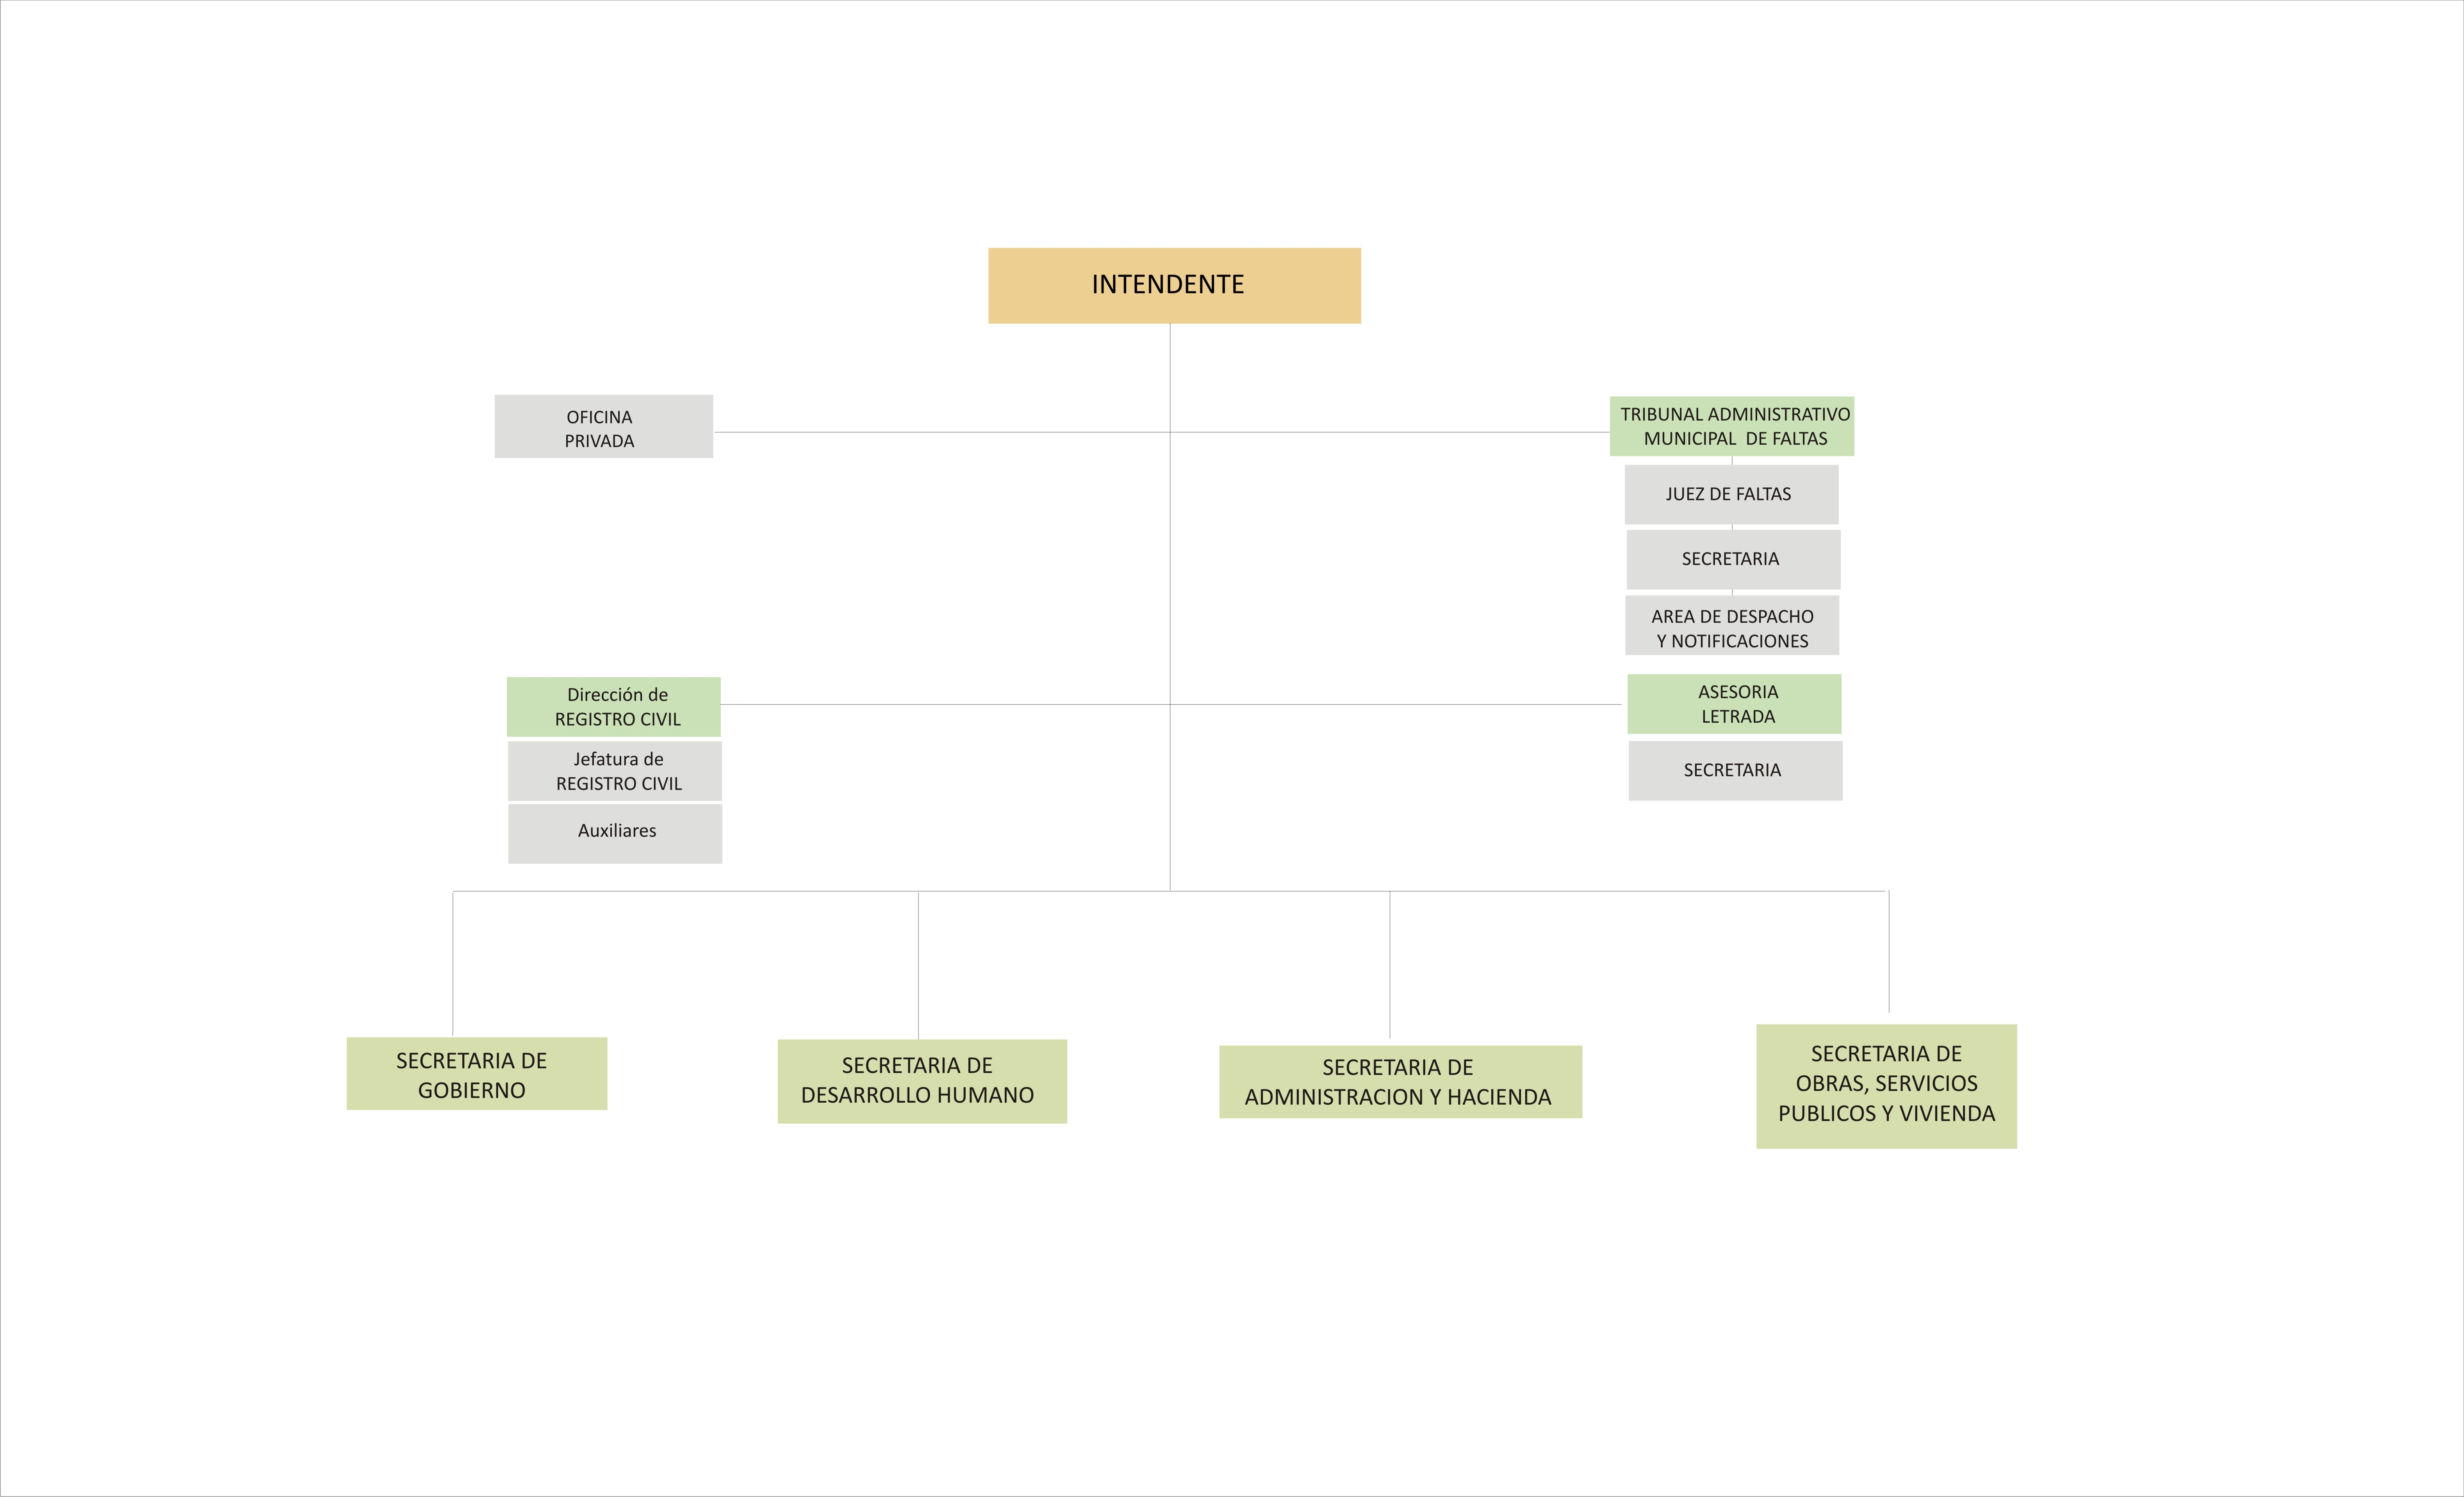 INTENDENTE
OFICINA
PRIVADA
TRIBUNAL ADMINISTRATIVO
MUNICIPAL DE FALTAS
JUEZ DE FALTAS
SECRETARIA
AREA DE DESPACHO
Y NOTIFICACIONES
Dirección de
REGISTRO CIVIL
Jefatura de
REGISTRO CIVIL
Auxiliares
ASESORIA
LETRADA
SECRETARIA
SECRETARIA DE
GOBIERNO
SECRETARIA DE
DESARROLLO HUMANO
SECRETARIA DE
ADMINISTRACION Y HACIENDA
SECRETARIA DE
OBRAS, SERVICIOS
PUBLICOS Y VIVIENDA